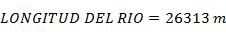 LONGITUD DEL RIO = 26313 m